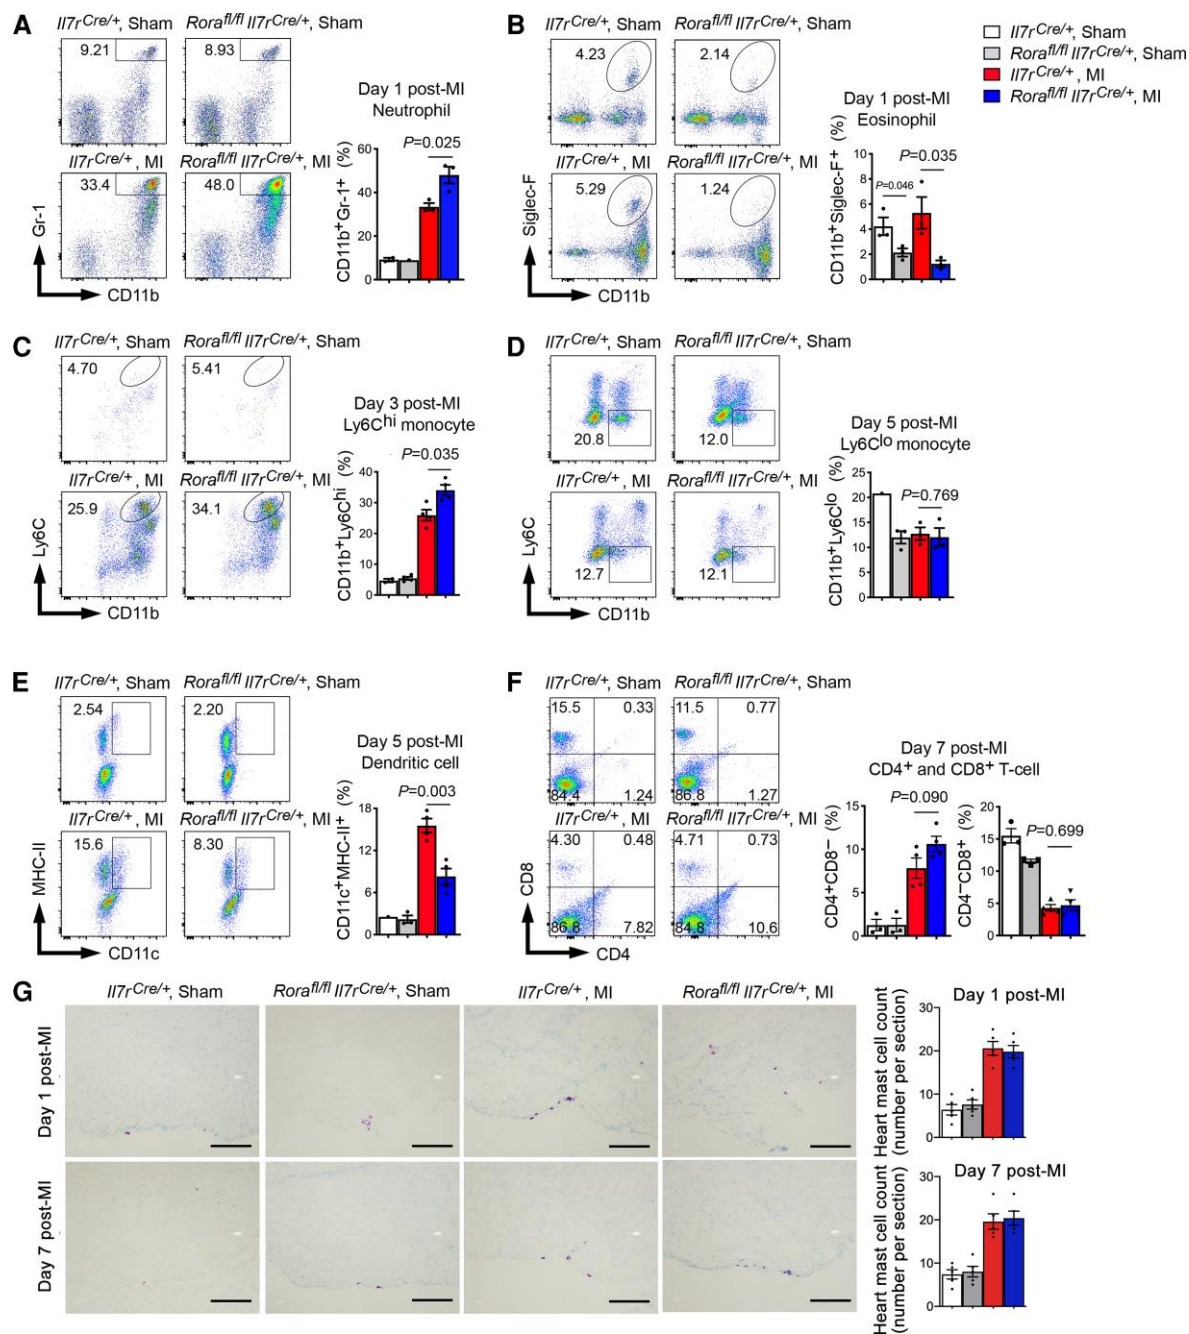 A
Il7r^Cre/+, Sham
Rora^fl/fl Il7r^Cre/+, Sham
9.21
8.93
Il7r^Cre/+, MI
Rora^fl/fl Il7r^Cre/+, MI
33.4
48.0
Gr-1
CD11b
Day 1 post-MI
Neutrophil
P=0.025
CD11b+Gr-1+ (%)
60
40
20
0
B
Il7r^Cre/+, Sham
Rora^fl/fl Il7r^Cre/+, Sham
4.23
2.14
Il7r^Cre/+, MI
Rora^fl/fl Il7r^Cre/+, MI
5.29
1.24
Siglec-F
CD11b
Day 1 post-MI
Eosinophil
P=0.035
P=0.046
CD11b+Siglec-F+ (%)
8
6
4
2
0
Il7r^Cre/+, Sham
Rora^fl/fl Il7r^Cre/+, Sham
Il7r^Cre/+ , MI
Rora^fl/fl Il7r^Cre/+, MI
C
Il7r^Cre/+, Sham
Rora^fl/fl Il7r^Cre/+, Sham
4.70
5.41
Il7r^Cre/+, MI
Rora^fl/fl Il7r^Cre/+, MI
25.9
34.1
Ly6C
CD11b
Day 3 post-MI
Ly6C^hi monocyte
P=0.035
CD11b+Ly6C^hi (%)
40
30
20
10
0
D
Il7r^Cre/+, Sham
Rora^fl/fl Il7r^Cre/+, Sham
20.8
12.0
Il7r^Cre/+, MI
Rora^fl/fl Il7r^Cre/+, MI
12.7
12.1
Ly6C
CD11b
Day 5 post-MI
Ly6C^lo monocyte
P=0.769
CD11b+Ly6C^lo (%)
25
20
15
10
5
0
E
Il7r^Cre/+, Sham
Rora^fl/fl Il7r^Cre/+, Sham
2.54
2.20
Il7r^Cre/+, MI
Rora^fl/fl Il7r^Cre/+, MI
15.6
8.30
MHC-II
CD11c
Day 5 post-MI
Dendritic cell
P=0.003
CD11c+MHC-II+ (%)
18
12
6
0
F
Il7r^Cre/+, Sham
Rora^fl/fl Il7r^Cre/+, Sham
15.5
0.33
11.5
0.77
84.4
1.24
86.8
1.27
Il7r^Cre/+, MI
Rora^fl/fl Il7r^Cre/+, MI
4.30
0.48
4.71
0.73
86.8
7.82
84.8
10.6
CD8
CD4
Day 7 post-MI
CD4+ and CD8+ T-cell
P=0.090
CD4+CD8− (%)
15
10
5
0
P=0.699
CD4−CD8+ (%)
20
15
10
5
0
G
Il7r^Cre/+, Sham
Rora^fl/fl Il7r^Cre/+, Sham
Il7r^Cre/+, MI
Rora^fl/fl Il7r^Cre/+, MI
Day 1 post-MI
Day 7 post-MI
Day 1 post-MI
Heart mast cell count
(number per section)
30
20
10
0
Day 7 post-MI
Heart mast cell count
(number per section)
30
20
10
0